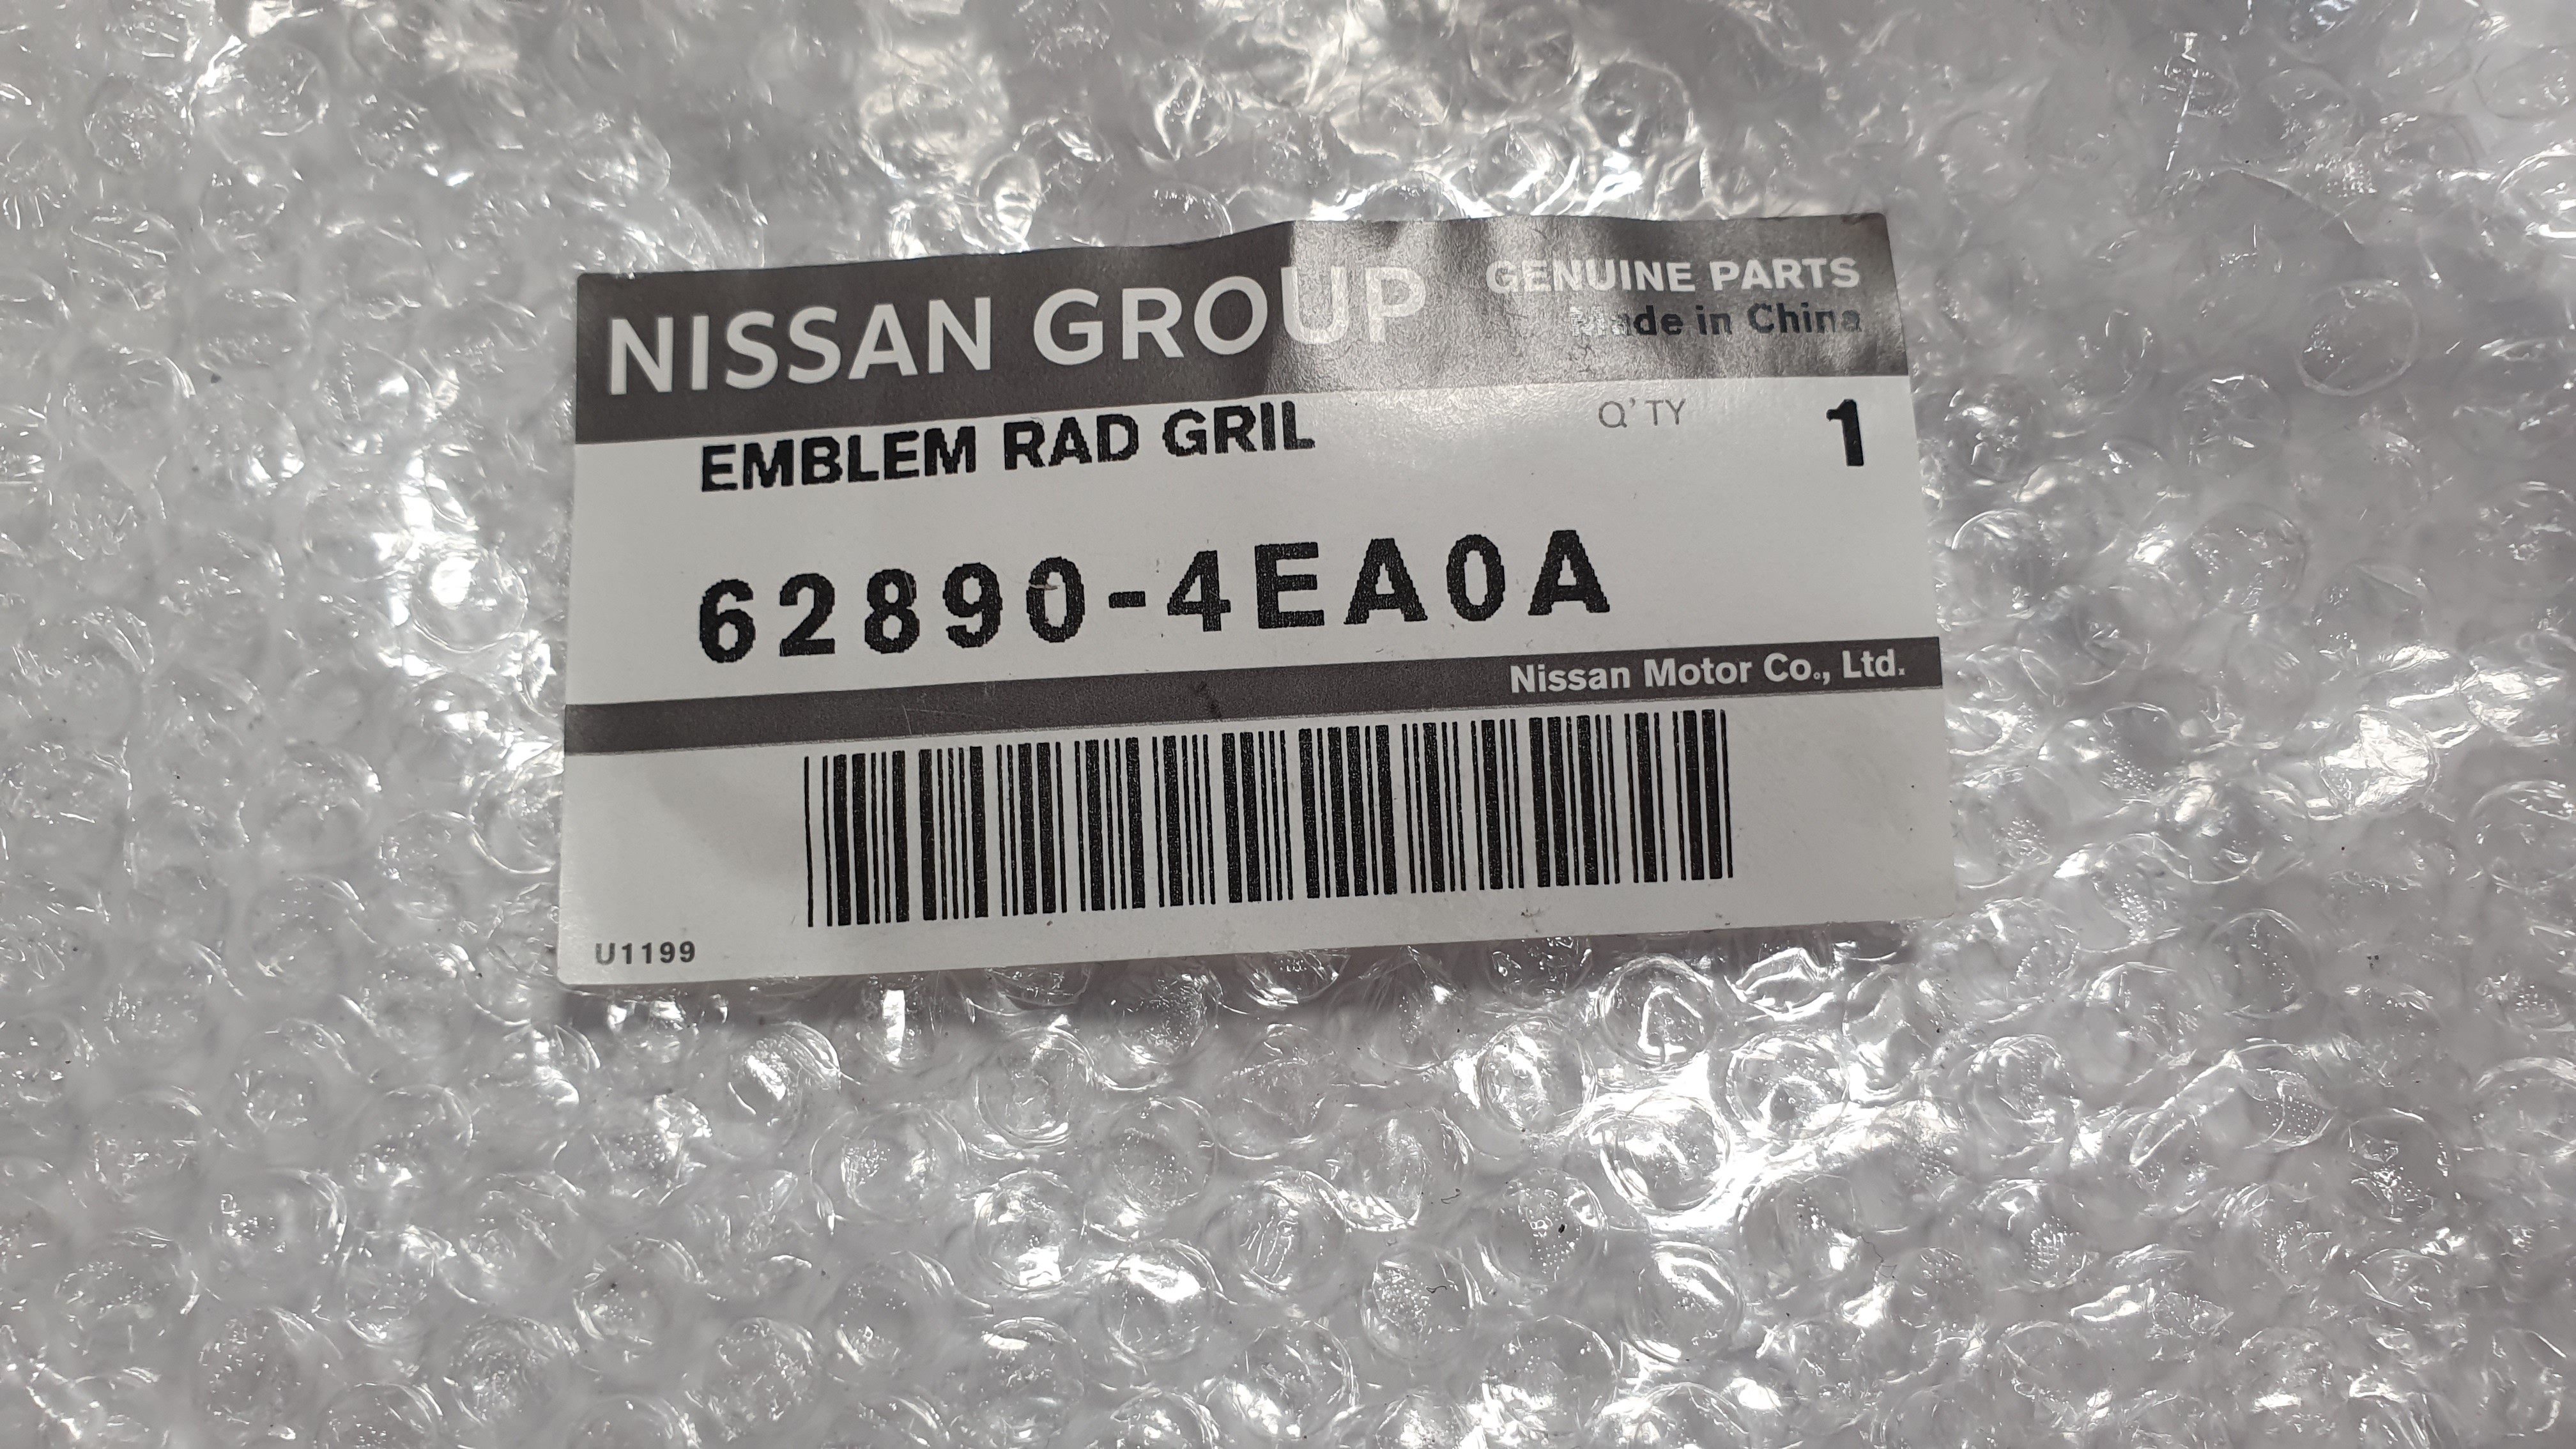 NISSAN GROUP
GENUINE PARTS
Made in China
EMBLEM RAD GRIL
Q'TY 1
62890-4EA0A
Nissan Motor Co., Ltd.
U1199